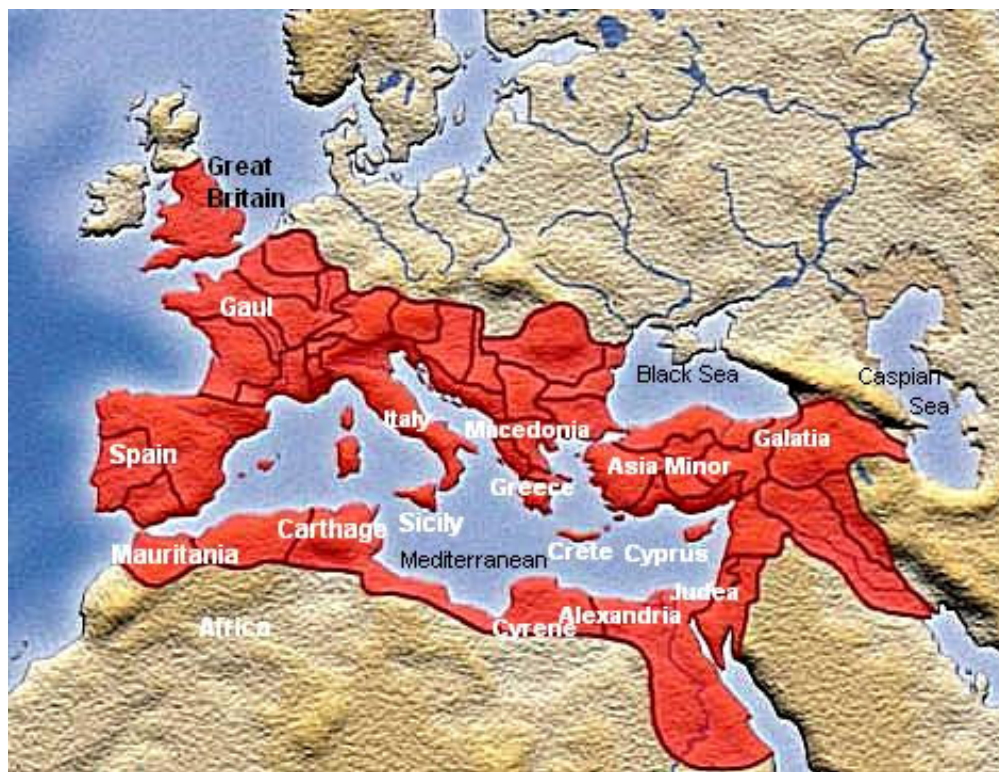 Great
Britain
Gaul
Black Sea
Caspian
Sea
Italy
Macedonia
Galatia
Spain
Asia Minor
Greece
Carthage
Sicily
Mauritania
Mediterranean
Crete
Cyprus
Judea
Alexandria
Africa
Cyrene